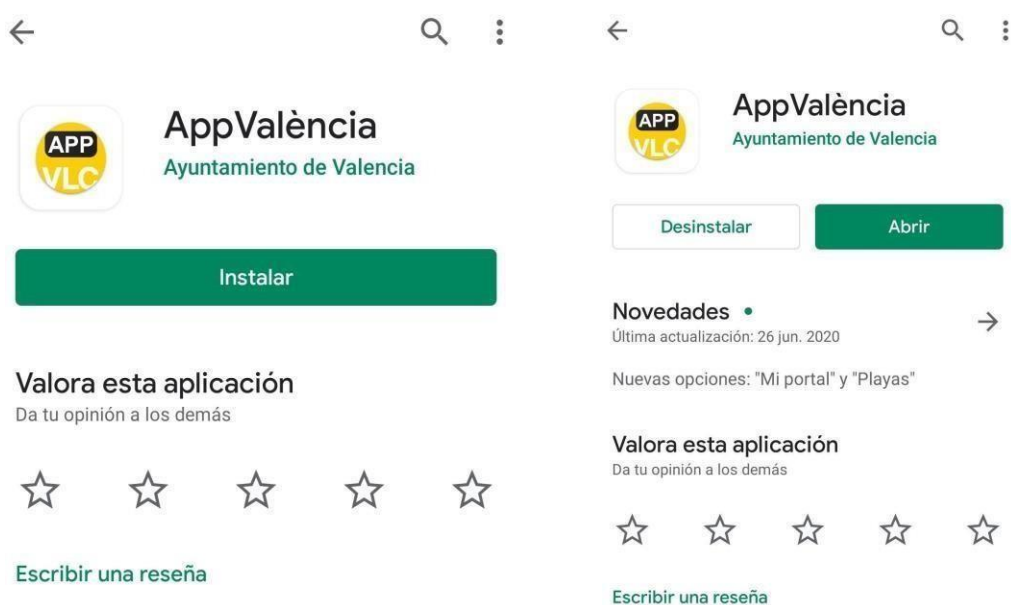 APP
VLC
AppValència
Ayuntamiento de Valencia
Instalar
Valora esta aplicación
Da tu opinión a los demás
Escribir una reseña
APP
VLC
AppValència
Ayuntamiento de Valencia
Desinstalar
Abrir
Novedades
Última actualización: 26 jun. 2020
Nuevas opciones: "Mi portal" y "Playas"
Valora esta aplicación
Da tu opinión a los demás
Escribir una reseña